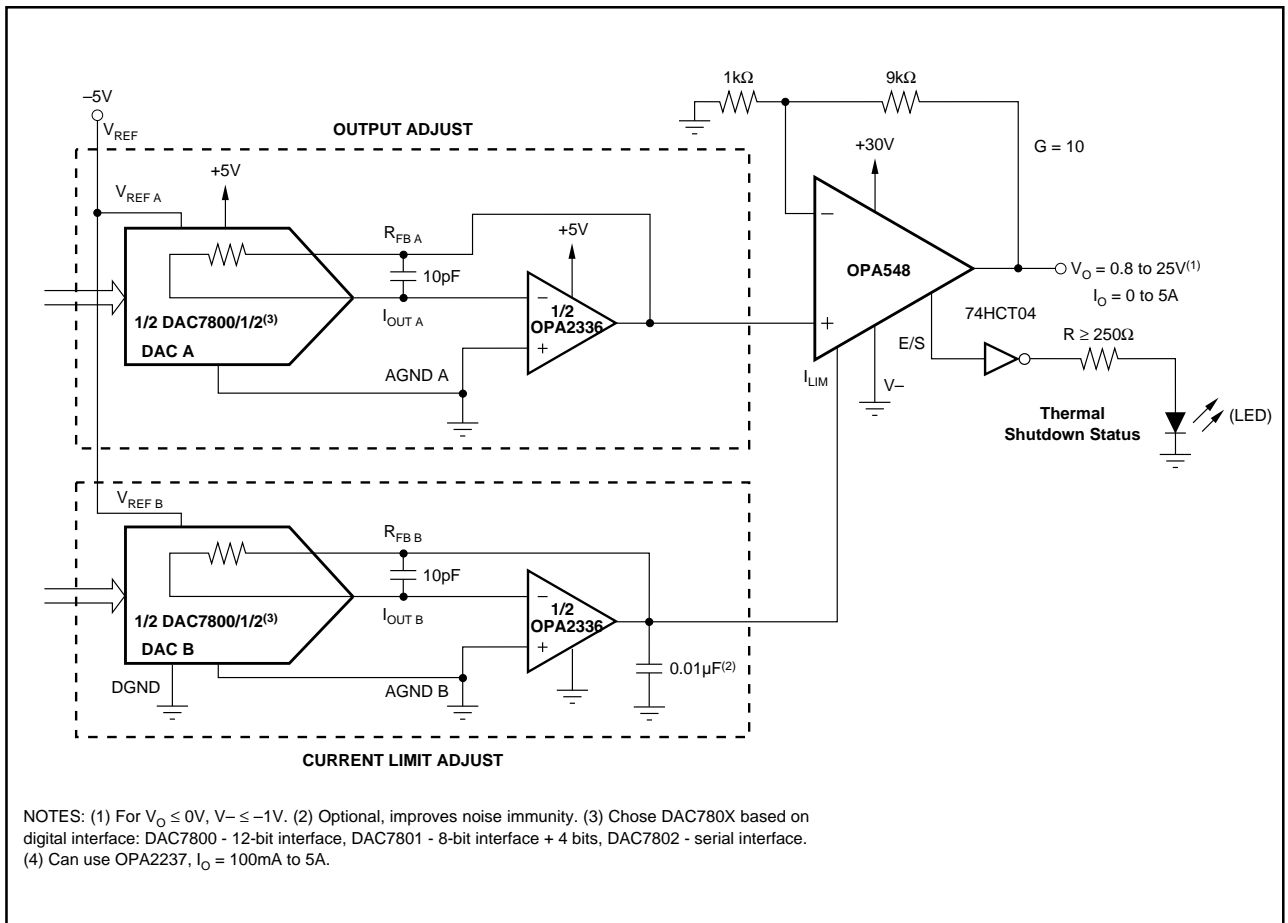 –5V
V_REF
OUTPUT ADJUST
V_REF A
+5V
R_FB A
10pF
I_OUT A
1/2 DAC7800/1/2(3)
DAC A
AGND A
+5V
–
1/2
OPA2336
+
1kΩ
9kΩ
+30V
G = 10
–
OPA548
+
V_O = 0.8 to 25V(1)
I_O = 0 to 5A
74HCT04
E/S
R ≥ 250Ω
I_LIM
V–
Thermal
Shutdown Status
(LED)
V_REF B
R_FB B
10pF
I_OUT B
1/2 DAC7800/1/2(3)
DAC B
DGND
AGND B
–
1/2
OPA2336
+
0.01µF(2)
CURRENT LIMIT ADJUST
NOTES: (1) For V_O ≤ 0V, V– ≤ –1V. (2) Optional, improves noise immunity. (3) Chose DAC780X based on
digital interface: DAC7800 - 12-bit interface, DAC7801 - 8-bit interface + 4 bits, DAC7802 - serial interface.
(4) Can use OPA2237, I_O = 100mA to 5A.